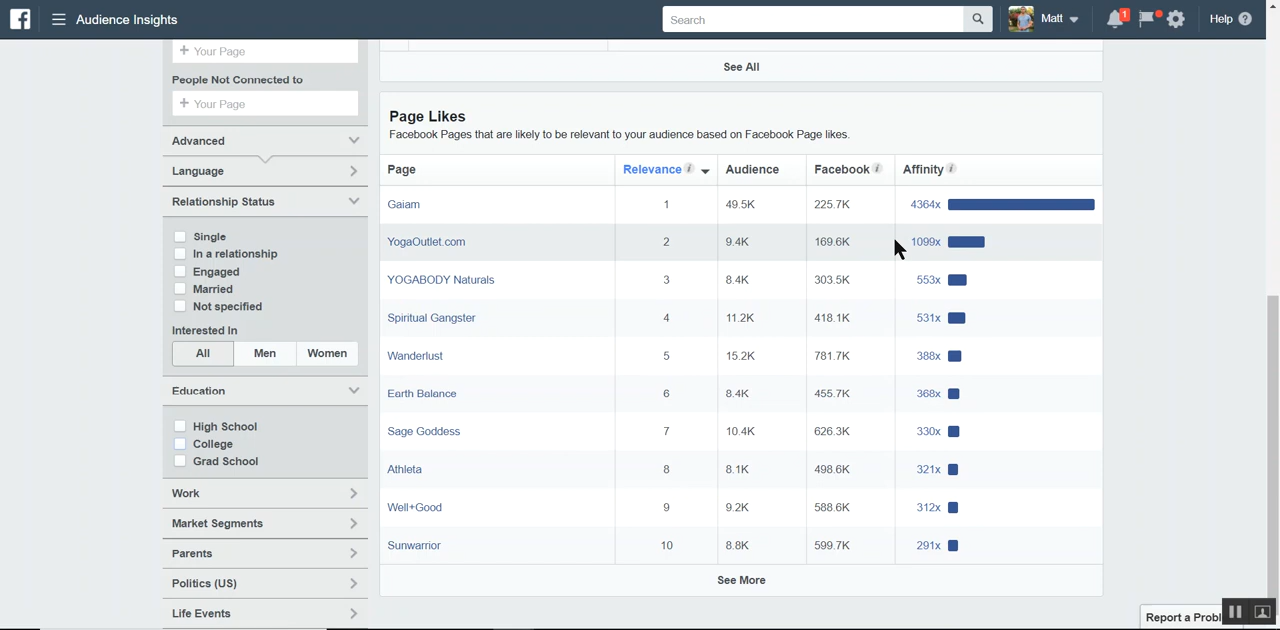 Audience Insights
Search
Matt
1
Help ?
+ Your Page
People Not Connected to
+ Your Page
Advanced
Language
Relationship Status
Single
In a relationship
Engaged
Married
Not specified
Interested In
All Men Women
Education
High School
College
Grad School
Work
Market Segments
Parents
Politics (US)
Life Events
See All
Page Likes
Facebook Pages that are likely to be relevant to your audience based on Facebook Page likes.
Page Relevance i Audience Facebook i Affinity i
Gaiam 1 49.5K 225.7K 4364x
YogaOutlet.com 2 9.4K 169.6K 1099x
YOGABODY Naturals 3 8.4K 303.5K 553x
Spiritual Gangster 4 11.2K 418.1K 531x
Wanderlust 5 15.2K 781.7K 388x
Earth Balance 6 8.4K 455.7K 368x
Sage Goddess 7 10.4K 626.3K 330x
Athleta 8 8.1K 498.6K 321x
Well+Good 9 9.2K 588.6K 312x
Sunwarrior 10 8.8K 599.7K 291x
See More
Report a Probl